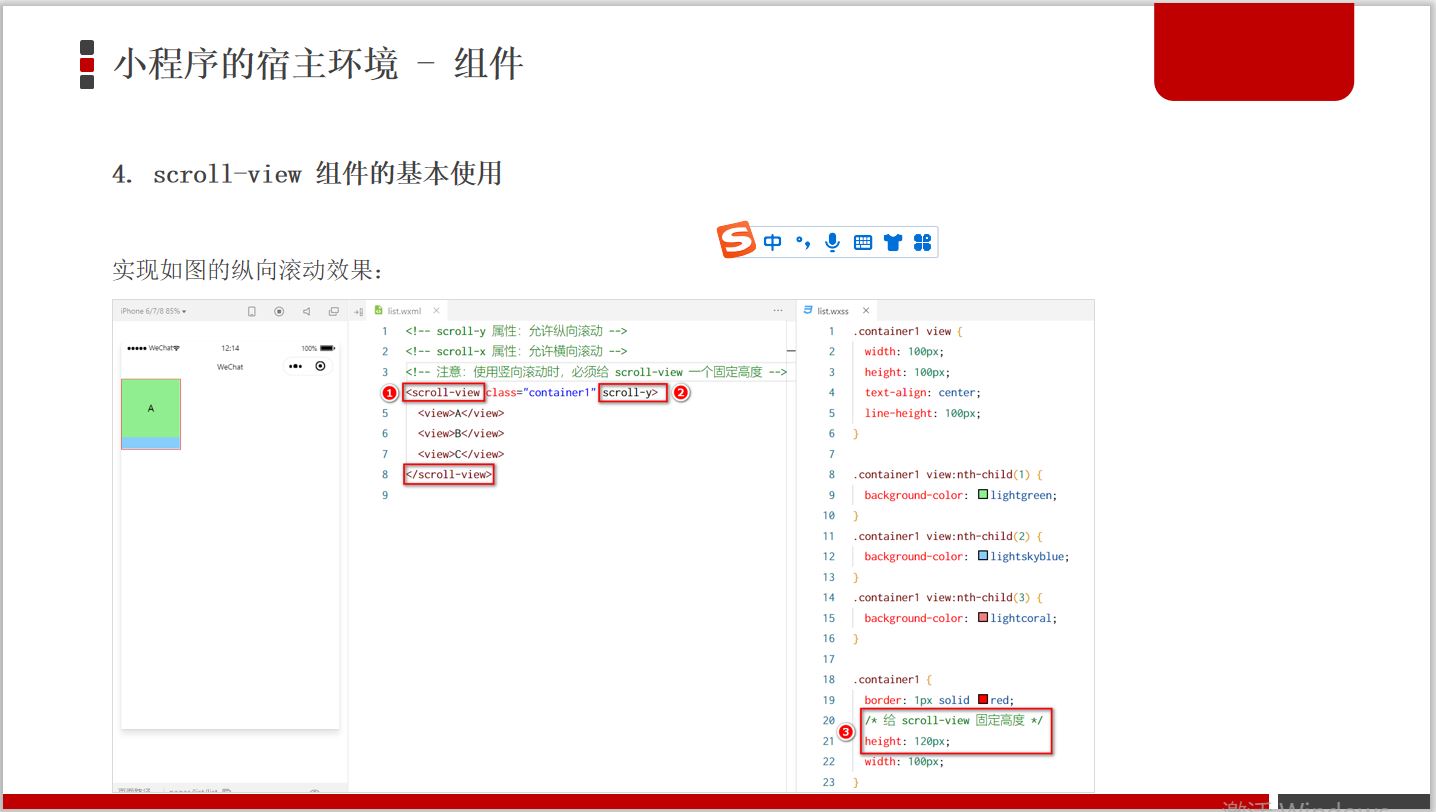 小程序的宿主环境 - 组件
4. scroll-view 组件的基本使用
中
实现如图的纵向滚动效果：
iPhone 6/7/8 85%
WeChat
12:14
100%
WeChat
A
list.wxml
1 <!-- scroll-y 属性：允许纵向滚动 -->
2 <!-- scroll-x 属性：允许横向滚动 -->
3 <!-- 注意：使用竖向滚动时，必须给 scroll-view 一个固定高度 -->
1
4 <scroll-view class="container1" scroll-y>
2
5 <view>A</view>
6 <view>B</view>
7 <view>C</view>
8 </scroll-view>
9
list.wxss
1 .container1 view {
2 width: 100px;
3 height: 100px;
4 text-align: center;
5 line-height: 100px;
6 }
7
8 .container1 view:nth-child(1) {
9 background-color: lightgreen;
10 }
11 .container1 view:nth-child(2) {
12 background-color: lightskyblue;
13 }
14 .container1 view:nth-child(3) {
15 background-color: lightcoral;
16 }
17
18 .container1 {
19 border: 1px solid red;
20 /* 给 scroll-view 固定高度 */
3
21 height: 120px;
22 width: 100px;
23 }
激活 Windows